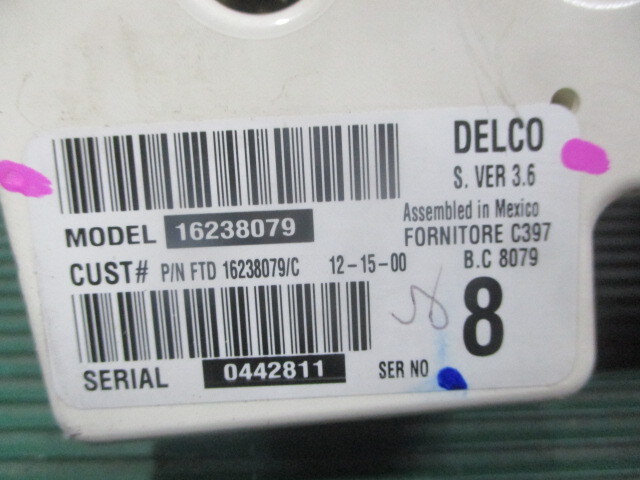 DELCO
S. VER 3.6
Assembled in Mexico
MODEL 16238079 FORNITORE C397
CUST# P/N FTD 16238079/C 12-15-00 B.C 8079
8
SERIAL 0442811 SER NO